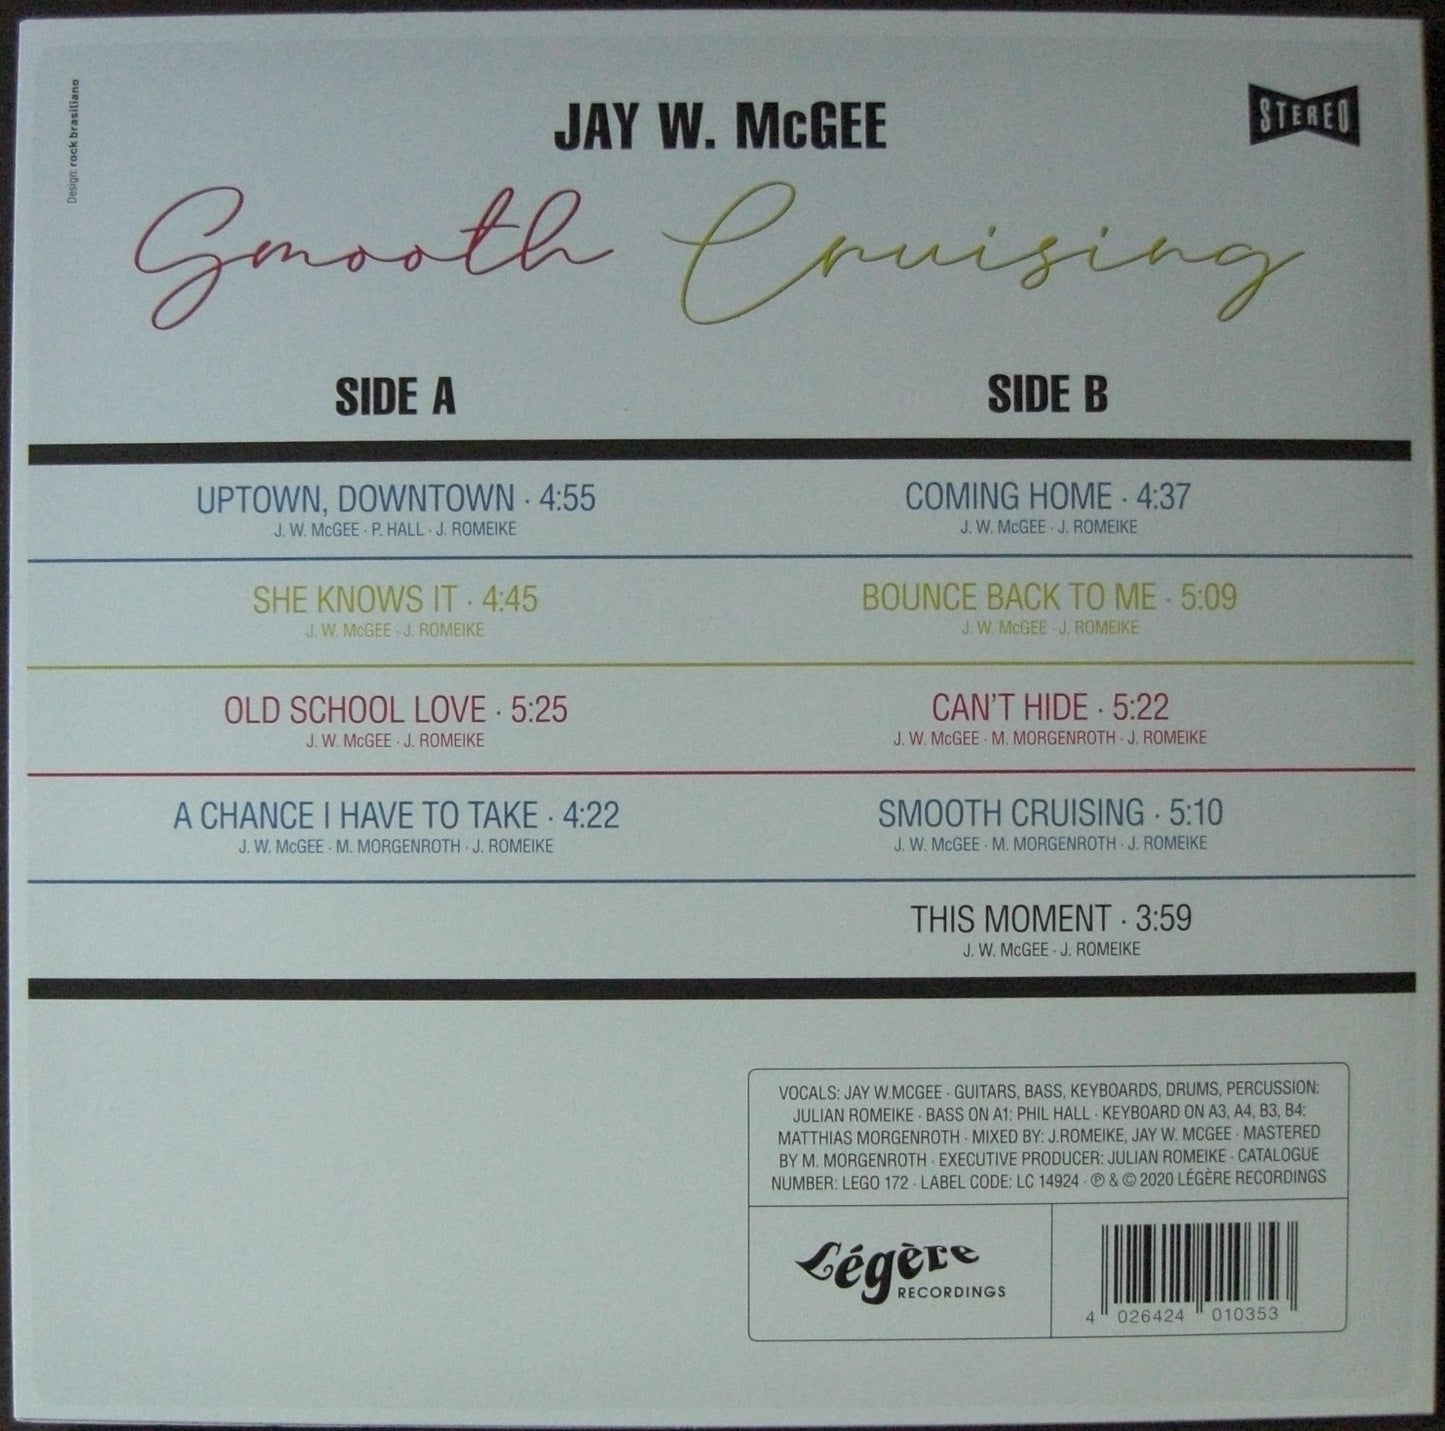 Design: rock brasiliano
JAY W. McGEE
STEREO
Smooth Cruising
SIDE A
UPTOWN, DOWNTOWN · 4:55
J. W. McGEE · P. HALL · J. ROMEIKE
SHE KNOWS IT · 4:45
J. W. McGEE · J. ROMEIKE
OLD SCHOOL LOVE · 5:25
J. W. McGEE · J. ROMEIKE
A CHANCE I HAVE TO TAKE · 4:22
J. W. McGEE · M. MORGENROTH · J. ROMEIKE
SIDE B
COMING HOME · 4:37
J. W. McGEE · J. ROMEIKE
BOUNCE BACK TO ME · 5:09
J. W. McGEE · J. ROMEIKE
CAN'T HIDE · 5:22
J. W. McGEE · M. MORGENROTH · J. ROMEIKE
SMOOTH CRUISING · 5:10
J. W. McGEE · M. MORGENROTH · J. ROMEIKE
THIS MOMENT · 3:59
J. W. McGEE · J. ROMEIKE
VOCALS: JAY W.MCGEE · GUITARS, BASS, KEYBOARDS, DRUMS, PERCUSSION:
JULIAN ROMEIKE · BASS ON A1: PHIL HALL · KEYBOARD ON A3, A4, B3, B4:
MATTHIAS MORGENROTH · MIXED BY: J.ROMEIKE, JAY W. MCGEE · MASTERED
BY M. MORGENROTH · EXECUTIVE PRODUCER: JULIAN ROMEIKE · CATALOGUE
NUMBER: LEGO 172 · LABEL CODE: LC 14924 · ℗ & © 2020 LÉGÈRE RECORDINGS
Légère
RECORDINGS
4 026424 010353